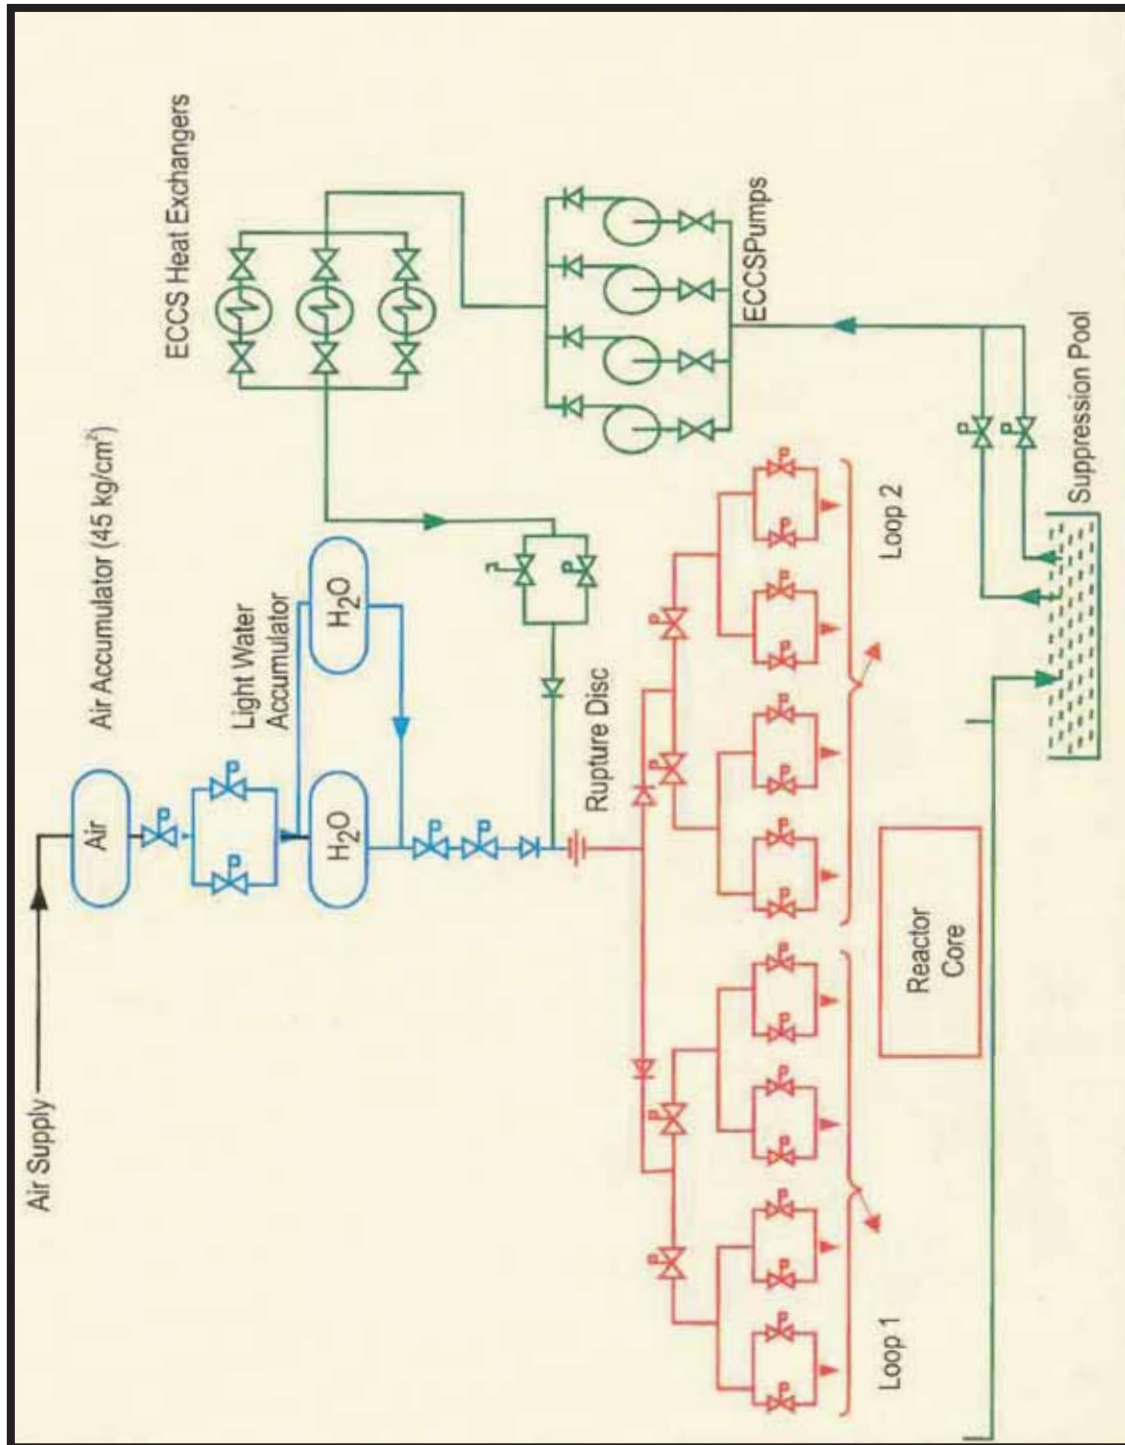 Air Supply
Air Accumulator (45 kg/cm²)
Air
Light Water
Accumulator
H₂O
H₂O
ECCS Heat Exchangers
Rupture Disc
ECCSPumps
Loop 1
Loop 2
Reactor
Core
Suppression Pool